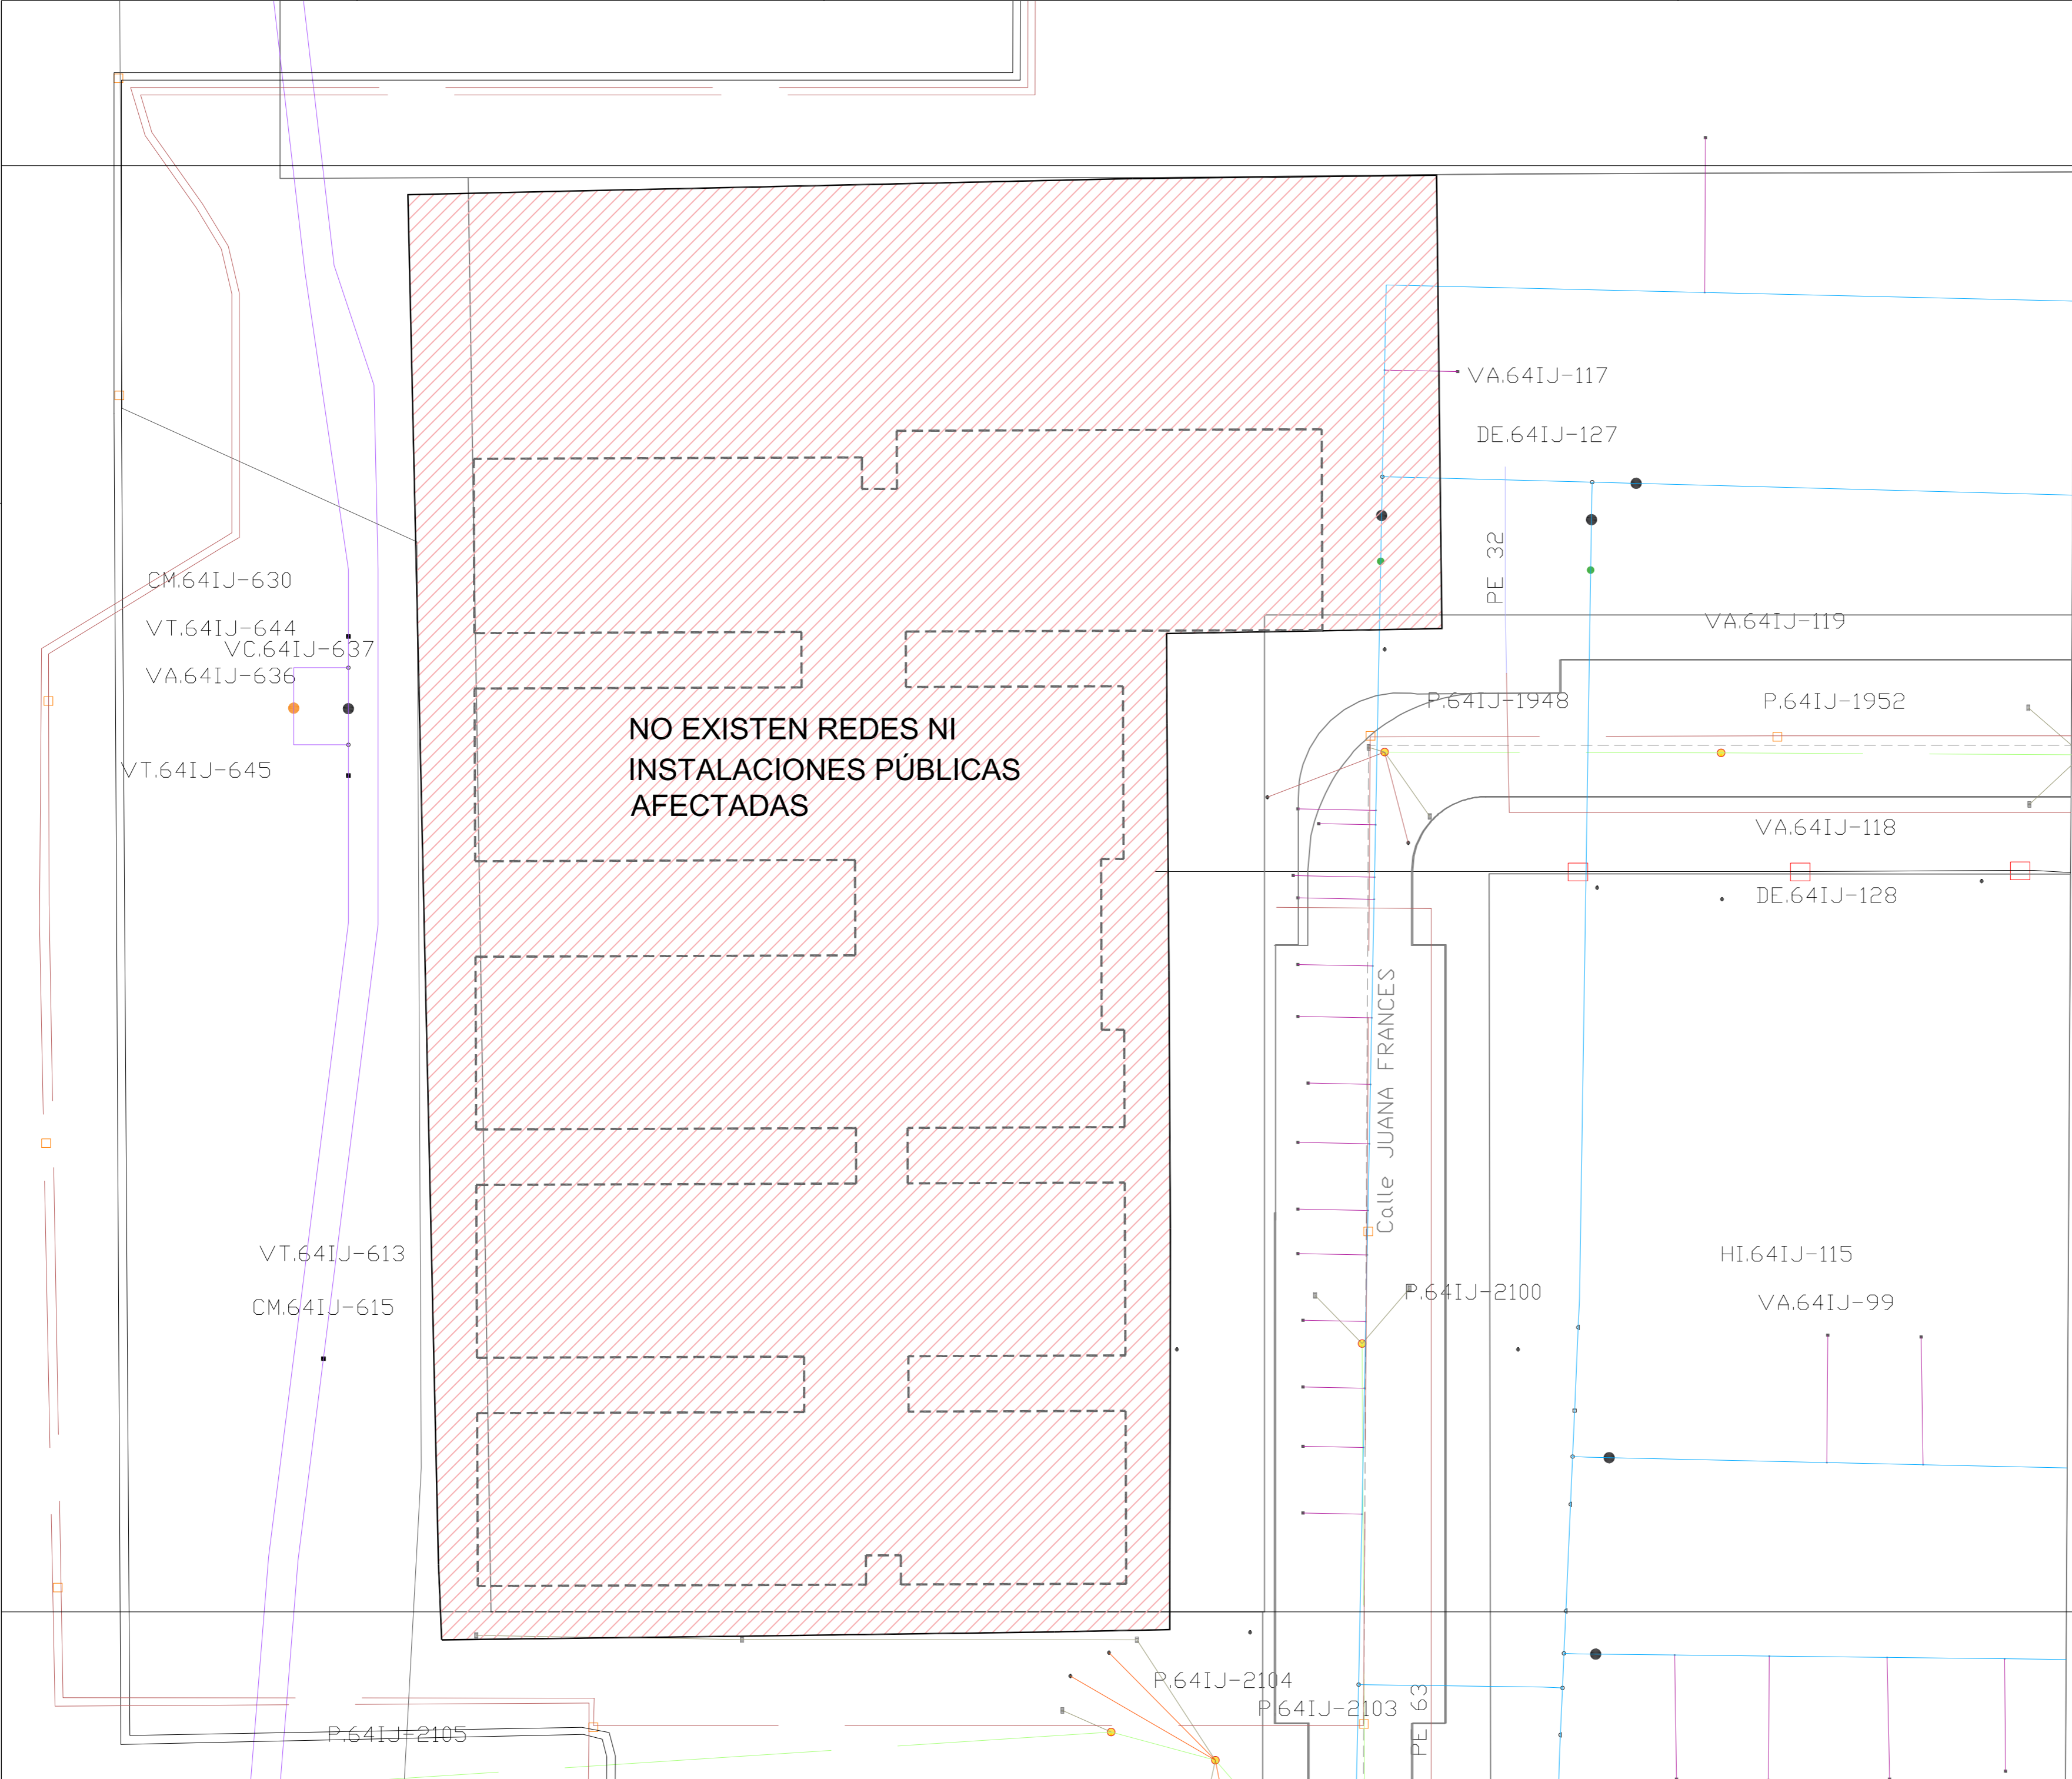 VA.64IJ-117
DE.64IJ-127
PE 32
CM.64IJ-630
VT.64IJ-644
VC.64IJ-637
VA.64IJ-636
VT.64IJ-645
VA.64IJ-119
P.64IJ-1948
P.64IJ-1952
NO EXISTEN REDES NI
INSTALACIONES PÚBLICAS
AFECTADAS
VA.64IJ-118
DE.64IJ-128
Calle JUANA FRANCES
VT.64IJ-613
CM.64IJ-615
HI.64IJ-115
VA.64IJ-99
P.64IJ-2100
P.64IJ-2104
P.64IJ-2103
PE 63
P.64IJ-2105